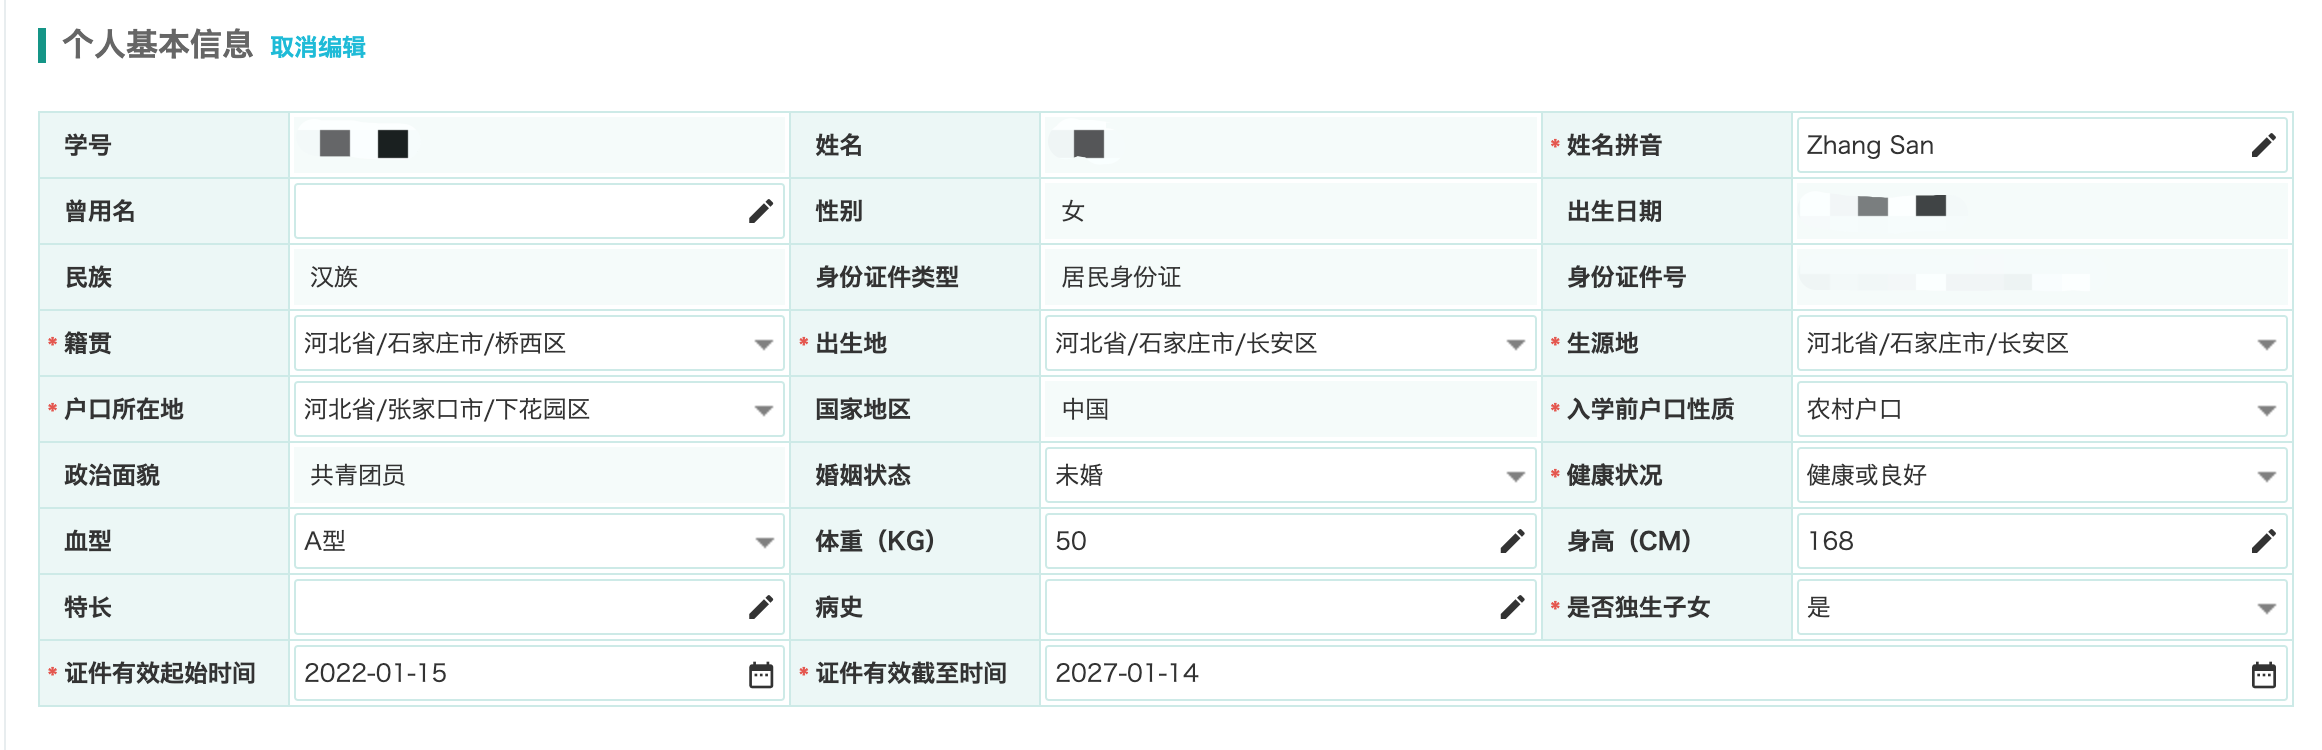 个人基本信息 取消编辑
学号 姓名 * 姓名拼音 Zhang San
曾用名 性别 女 出生日期
民族 汉族 身份证件类型 居民身份证 身份证件号
* 籍贯 河北省/石家庄市/桥西区 * 出生地 河北省/石家庄市/长安区 * 生源地 河北省/石家庄市/长安区
* 户口所在地 河北省/张家口市/下花园区 国家地区 中国 * 入学前户口性质 农村户口
政治面貌 共青团员 婚姻状态 未婚 * 健康状况 健康或良好
血型 A型 体重（KG） 50 身高（CM） 168
特长 病史 * 是否独生子女 是
* 证件有效起始时间 2022-01-15 * 证件有效截至时间 2027-01-14